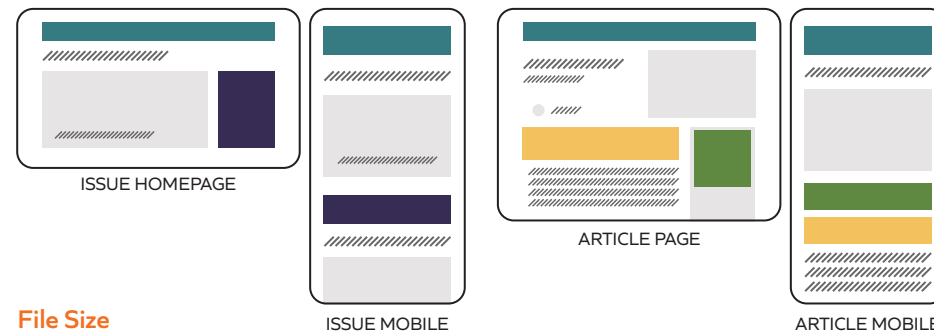 ISSUE HOMEPAGE
ARTICLE PAGE
File Size
ISSUE MOBILE
ARTICLE MOBILE